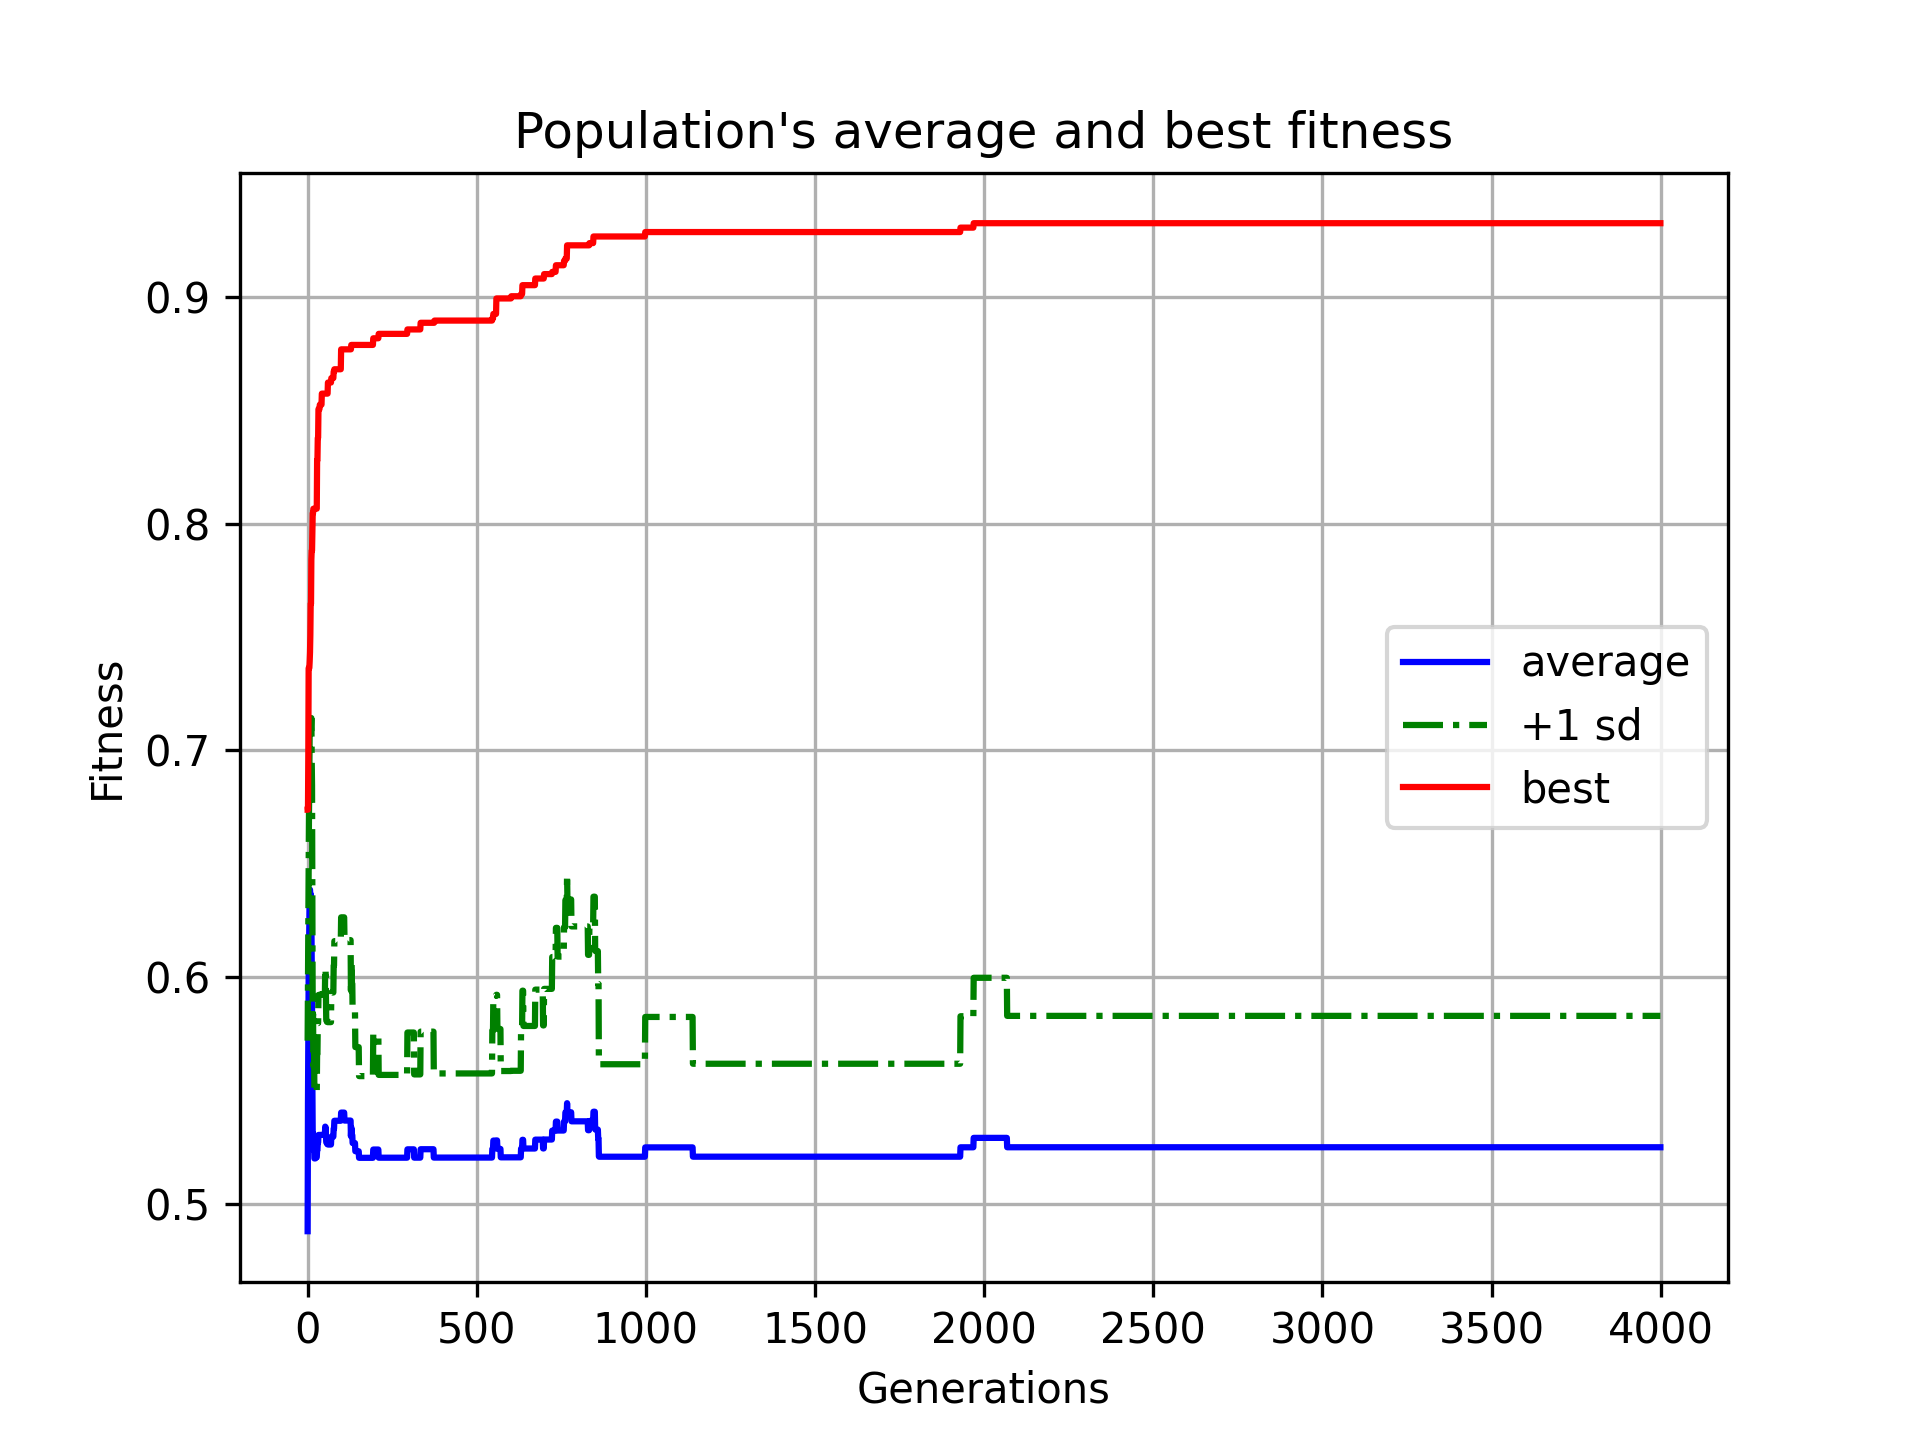 Population's average and best fitness
Fitness
0.9
0.8
0.7
0.6
0.5
average
+1 sd
best
0 500 1000 1500 2000 2500 3000 3500 4000
Generations